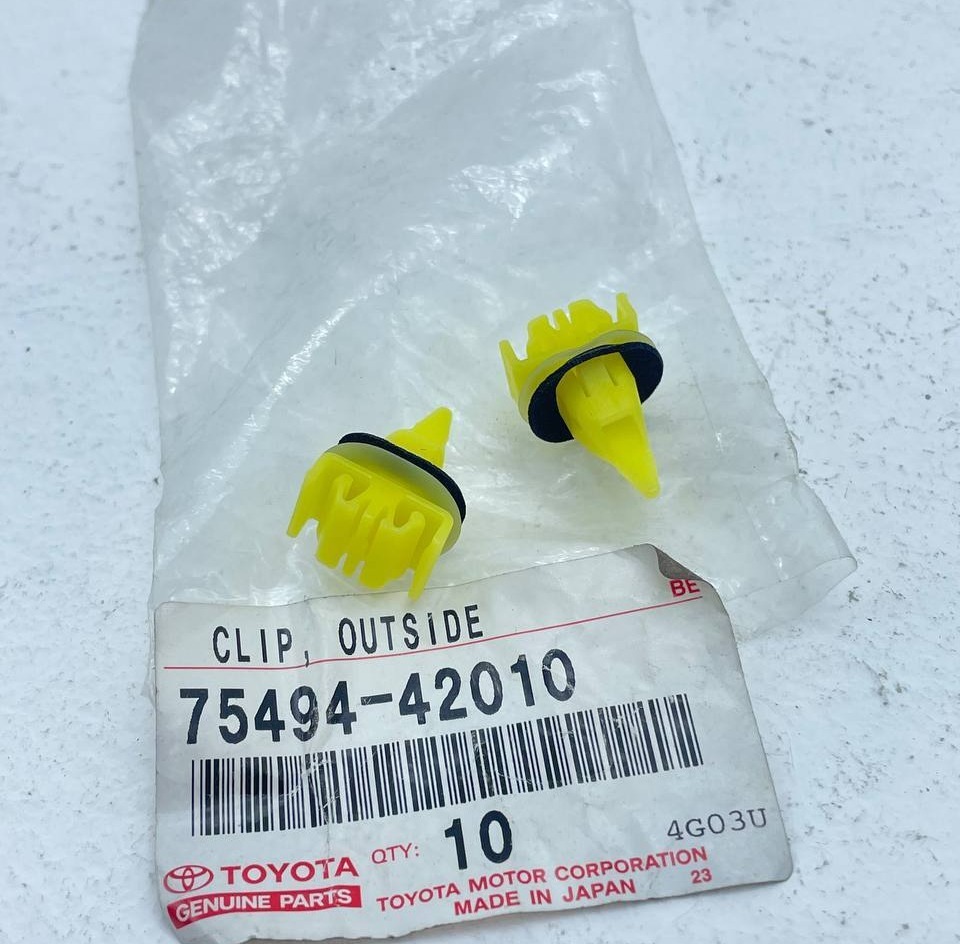 BE
CLIP, OUTSIDE
75494-42010
QTY: 10
4G03U
TOYOTA
GENUINE PARTS
TOYOTA MOTOR CORPORATION
MADE IN JAPAN 23